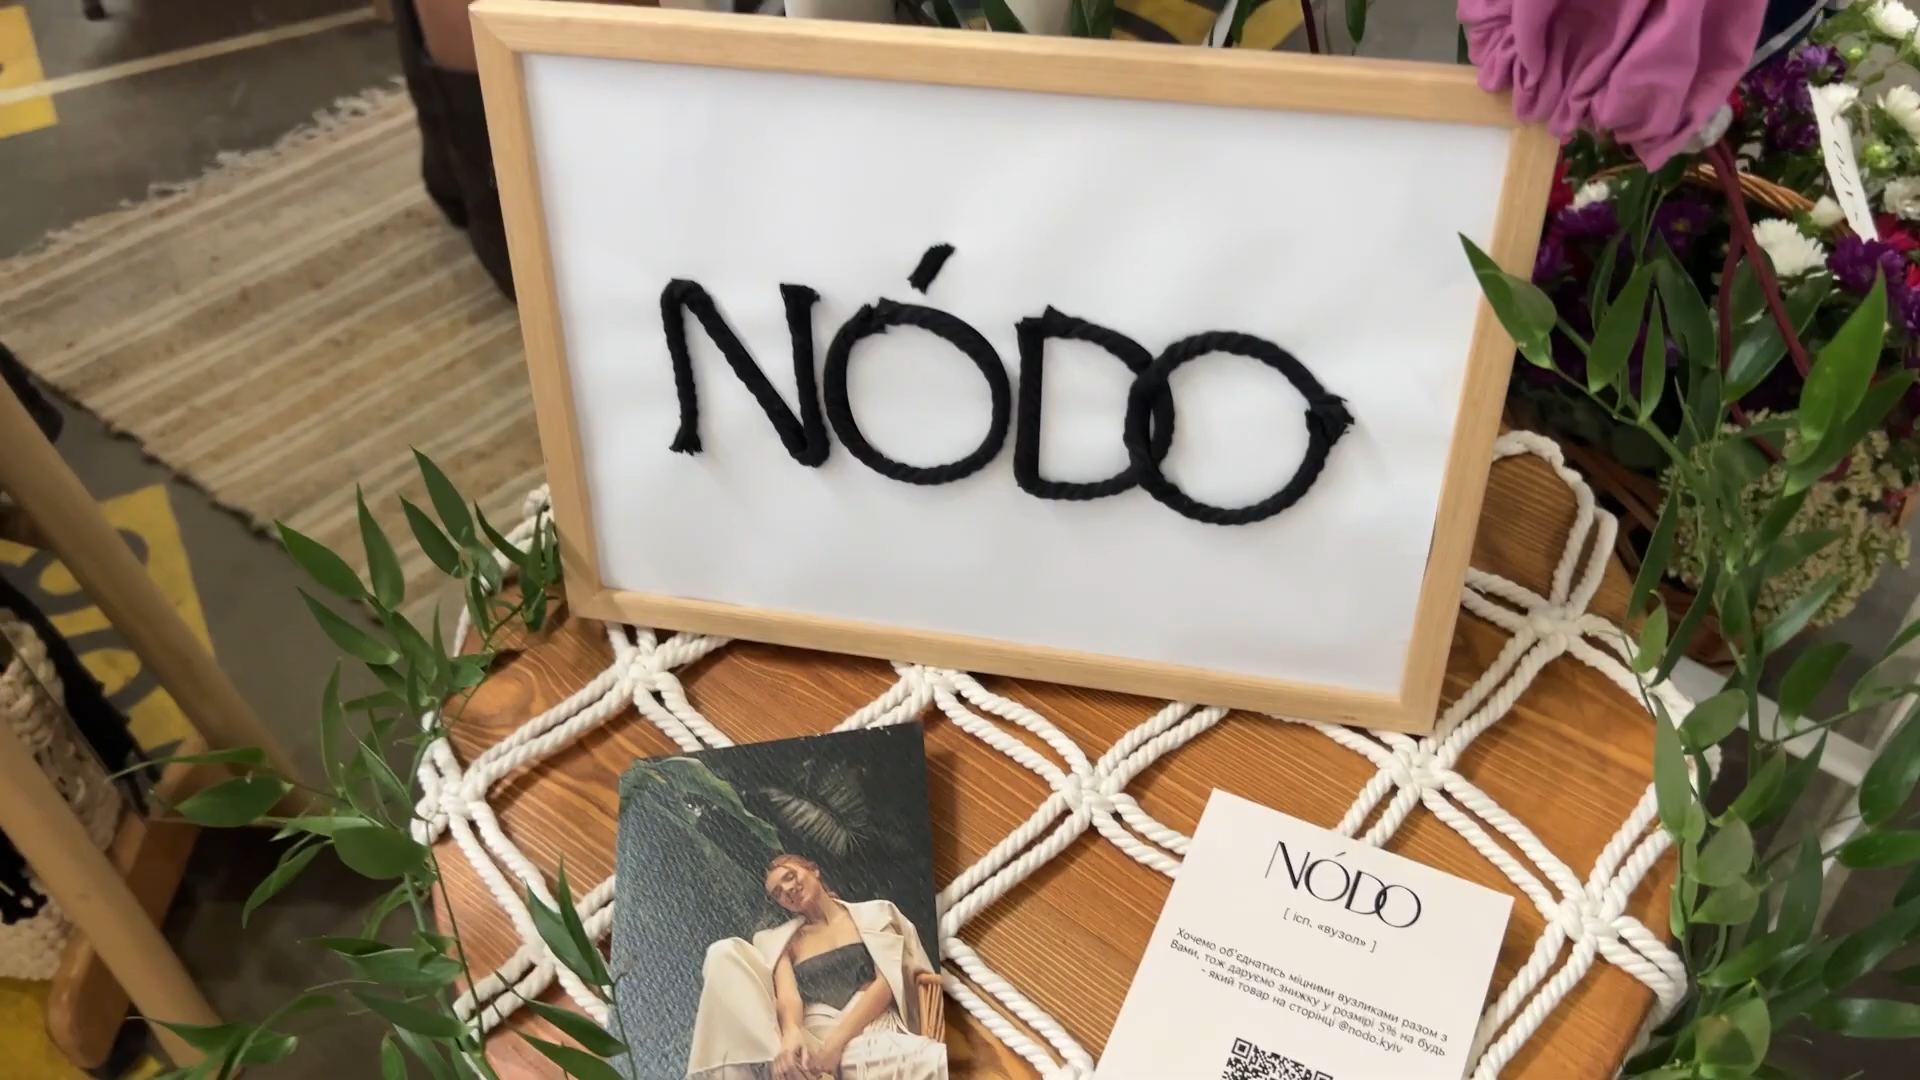 NÓDO
NÓDO
[ ісп. «вузол» ]
Хочемо об'єднатись міцними вузликами разом з
Вами, тож даруємо знижку у розмірі 5% на будь
- який товар на сторінці @nodo.kyiv